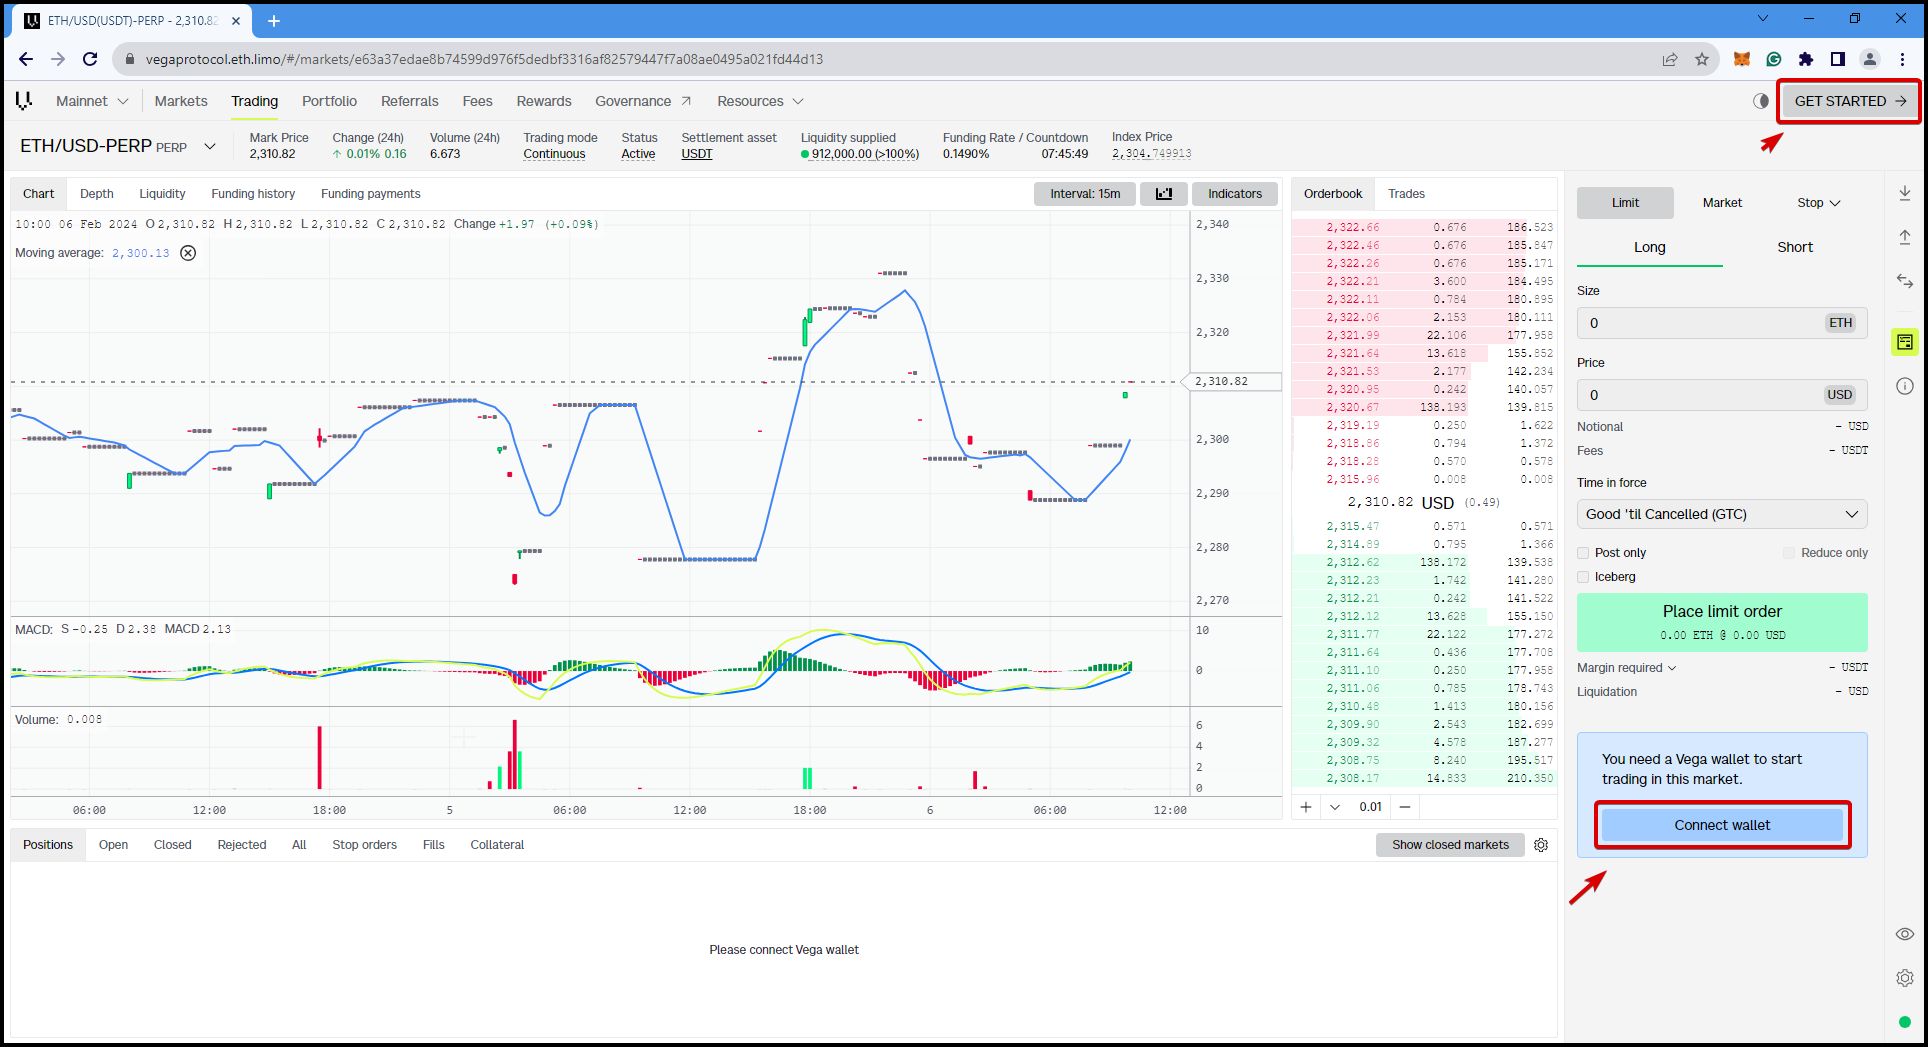 ETH/USD(USDT)-PERP - 2,310.82
vegaprotocol.eth.limo/#/markets/e63a37edae8b74599d976f5dedbf3316af82579447f7a08ae0495a021fd44d13
Mainnet Markets Trading Portfolio Referrals Fees Rewards Governance Resources GET STARTED
ETH/USD-PERP PERP
Mark Price Change (24h) Volume (24h) Trading mode Status Settlement asset Liquidity supplied Funding Rate / Countdown Index Price
2,310.82 0.01% 0.16 6.673 Continuous Active USDT 912,000.00 (>100%) 0.1490% 07:45:49 2,304.749913
Chart Depth Liquidity Funding history Funding payments Interval: 15m Indicators
10:00 06 Feb 2024 O 2,310.82 H 2,310.82 L 2,310.82 C 2,310.82 Change +1.97 (+0.09%)
Moving average: 2,300.13
2,340
2,330
2,320
2,310.82
2,300
2,290
2,280
2,270
MACD: S -0.25 D 2.38 MACD 2.13
10
0
Volume: 0.008
6
4
2
0
06:00 12:00 18:00 5 06:00 12:00 18:00 6 06:00 12:00
Orderbook Trades
2,322.66 0.676 186.523
2,322.46 0.676 185.847
2,322.26 0.676 185.171
2,322.21 3.600 184.495
2,322.11 0.784 180.895
2,322.06 2.153 180.111
2,321.99 22.106 177.958
2,321.64 13.618 155.852
2,321.53 2.177 142.234
2,320.95 0.242 140.057
2,320.67 138.193 139.815
2,319.19 0.250 1.622
2,318.86 0.794 1.372
2,318.28 0.570 0.578
2,315.96 0.008 0.008
2,310.82 USD (0.49)
2,315.47 0.571 0.571
2,314.89 0.795 1.366
2,312.62 138.172 139.538
2,312.23 1.742 141.280
2,312.21 0.242 141.522
2,312.12 13.628 155.150
2,311.77 22.122 177.272
2,311.64 0.436 177.708
2,311.10 0.250 177.958
2,311.06 0.785 178.743
2,310.48 1.413 180.156
2,309.90 2.543 182.699
2,309.32 4.578 187.277
2,308.75 8.240 195.517
2,308.17 14.833 210.350
0.01
Limit Market Stop
Long Short
Size
0 ETH
Price
0 USD
Notional - USD
Fees - USDT
Time in force
Good 'til Cancelled (GTC)
Post only Reduce only
Iceberg
Place limit order
0.00 ETH @ 0.00 USD
Margin required - USDT
Liquidation - USD
You need a Vega wallet to start
trading in this market.
Connect wallet
Positions Open Closed Rejected All Stop orders Fills Collateral Show closed markets
Please connect Vega wallet